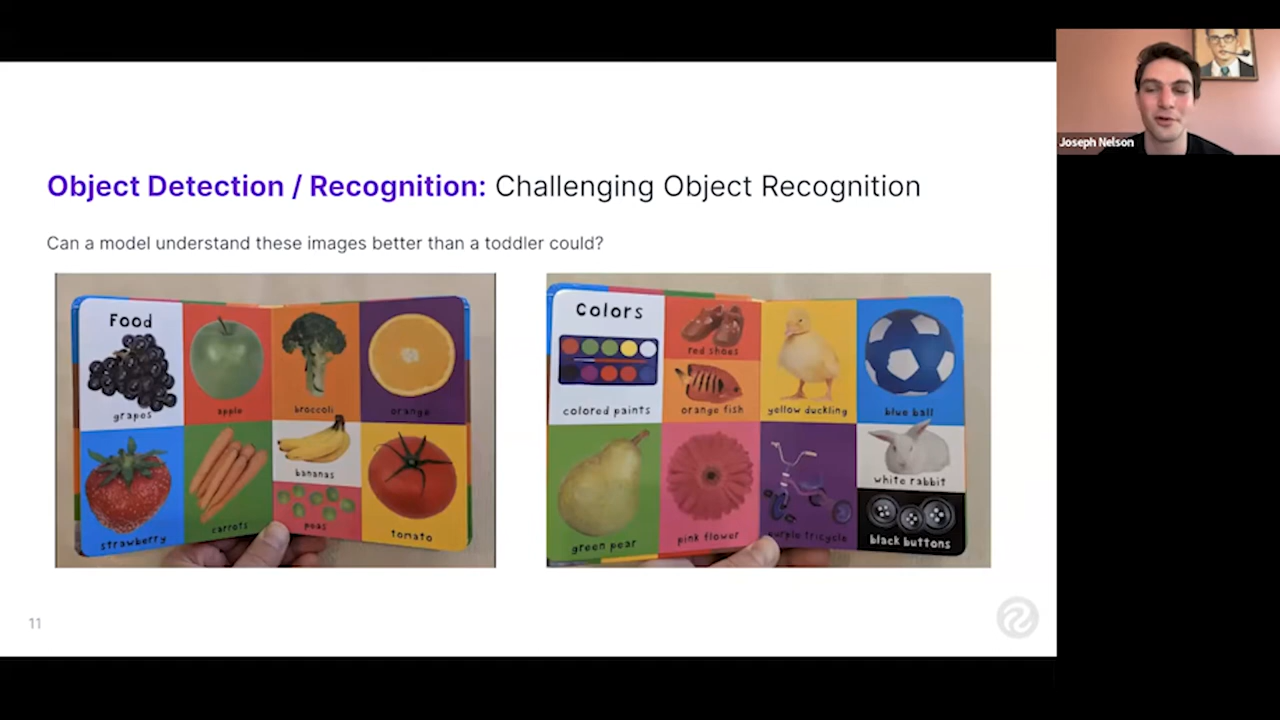 Joseph Nelson
Object Detection / Recognition: Challenging Object Recognition
Can a model understand these images better than a toddler could?
Food
grapes
apple
broccoli
orange
strawberry
carrots
bananas
peas
tomato
Colors
colored paints
red shoes
orange fish
yellow duckling
blue ball
green pear
pink flower
purple tricycle
white rabbit
black buttons
11